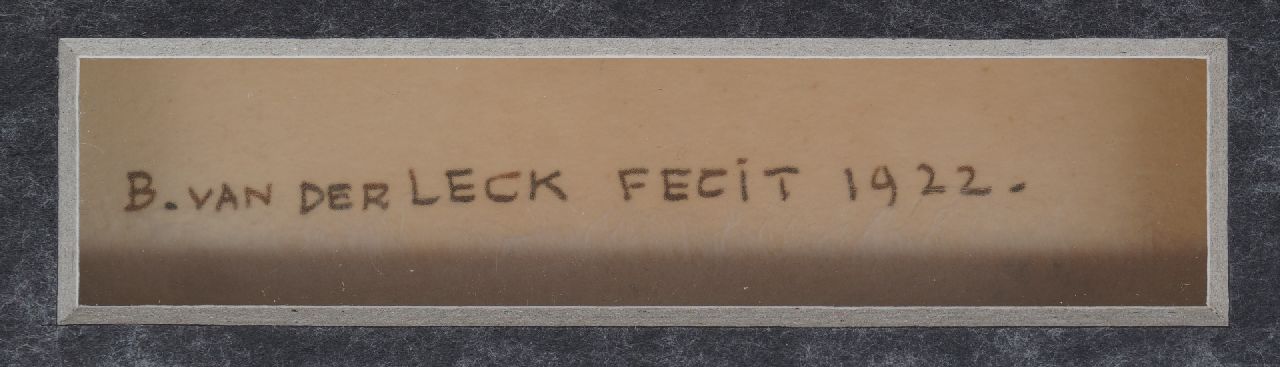 B. VAN DER LECK FECiT 1922.